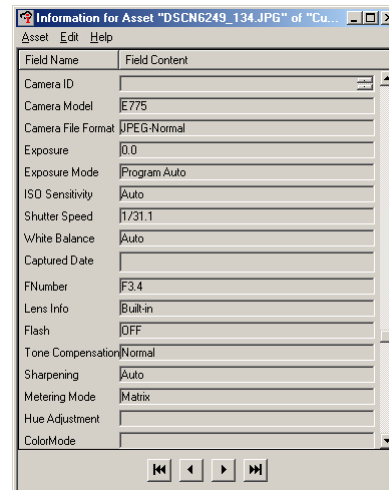 Information for Asset "DSCN6249_134.JPG" of "Cu...
Asset Edit Help
Field Name Field Content
Camera ID
Camera Model E775
Camera File Format JPEG-Normal
Exposure 0.0
Exposure Mode Program Auto
ISO Sensitivity Auto
Shutter Speed 1/31.1
White Balance Auto
Captured Date
FNumber F3.4
Lens Info Built-in
Flash OFF
Tone Compensation Normal
Sharpening Auto
Metering Mode Matrix
Hue Adjustment
ColorMode